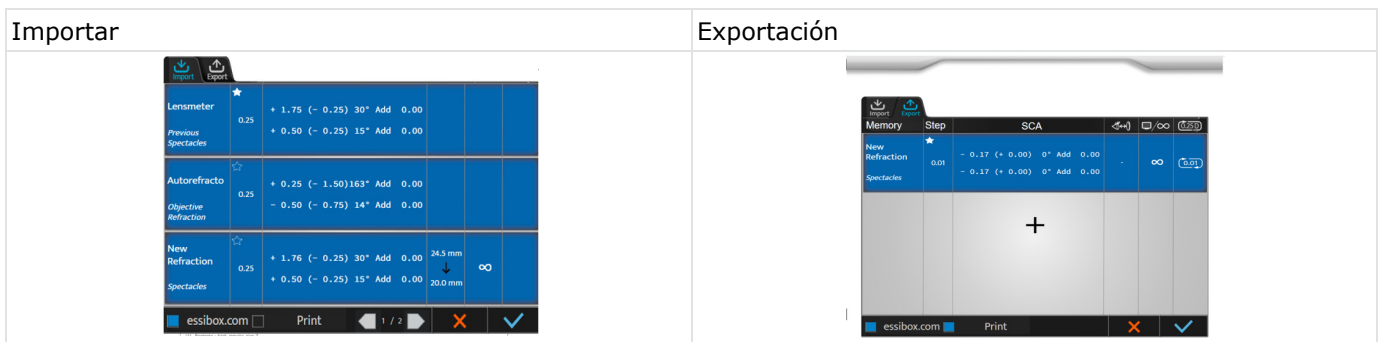 Importar
Exportación
Import Export
Lensmeter
Previous
Spectacles
0.25
+ 1.75 (- 0.25) 30° Add 0.00
+ 0.50 (- 0.25) 15° Add 0.00
Autorefracto
Objective
Refraction
0.25
+ 0.25 (- 1.50)163° Add 0.00
- 0.50 (- 0.75) 14° Add 0.00
New
Refraction
Spectacles
0.25
+ 1.76 (- 0.25) 30° Add 0.00
+ 0.50 (- 0.25) 15° Add 0.00
24.5 mm
↓
20.0 mm
∞
essibox.com Print 1 / 2
Import Export
Memory Step SCA /∞ 0.25D
New
Refraction
Spectacles
0.01
- 0.17 (+ 0.00) 0° Add 0.00
- 0.17 (+ 0.00) 0° Add 0.00
-
∞
0.01
+
essibox.com Print